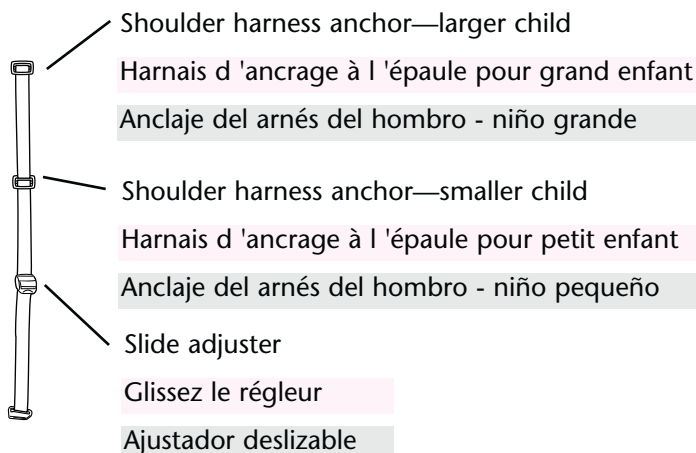 Shoulder harness anchor—larger child
Harnais d 'ancrage à l 'épaule pour grand enfant
Anclaje del arnés del hombro - niño grande
Shoulder harness anchor—smaller child
Harnais d 'ancrage à l 'épaule pour petit enfant
Anclaje del arnés del hombro - niño pequeño
Slide adjuster
Glissez le régleur
Ajustador deslizable